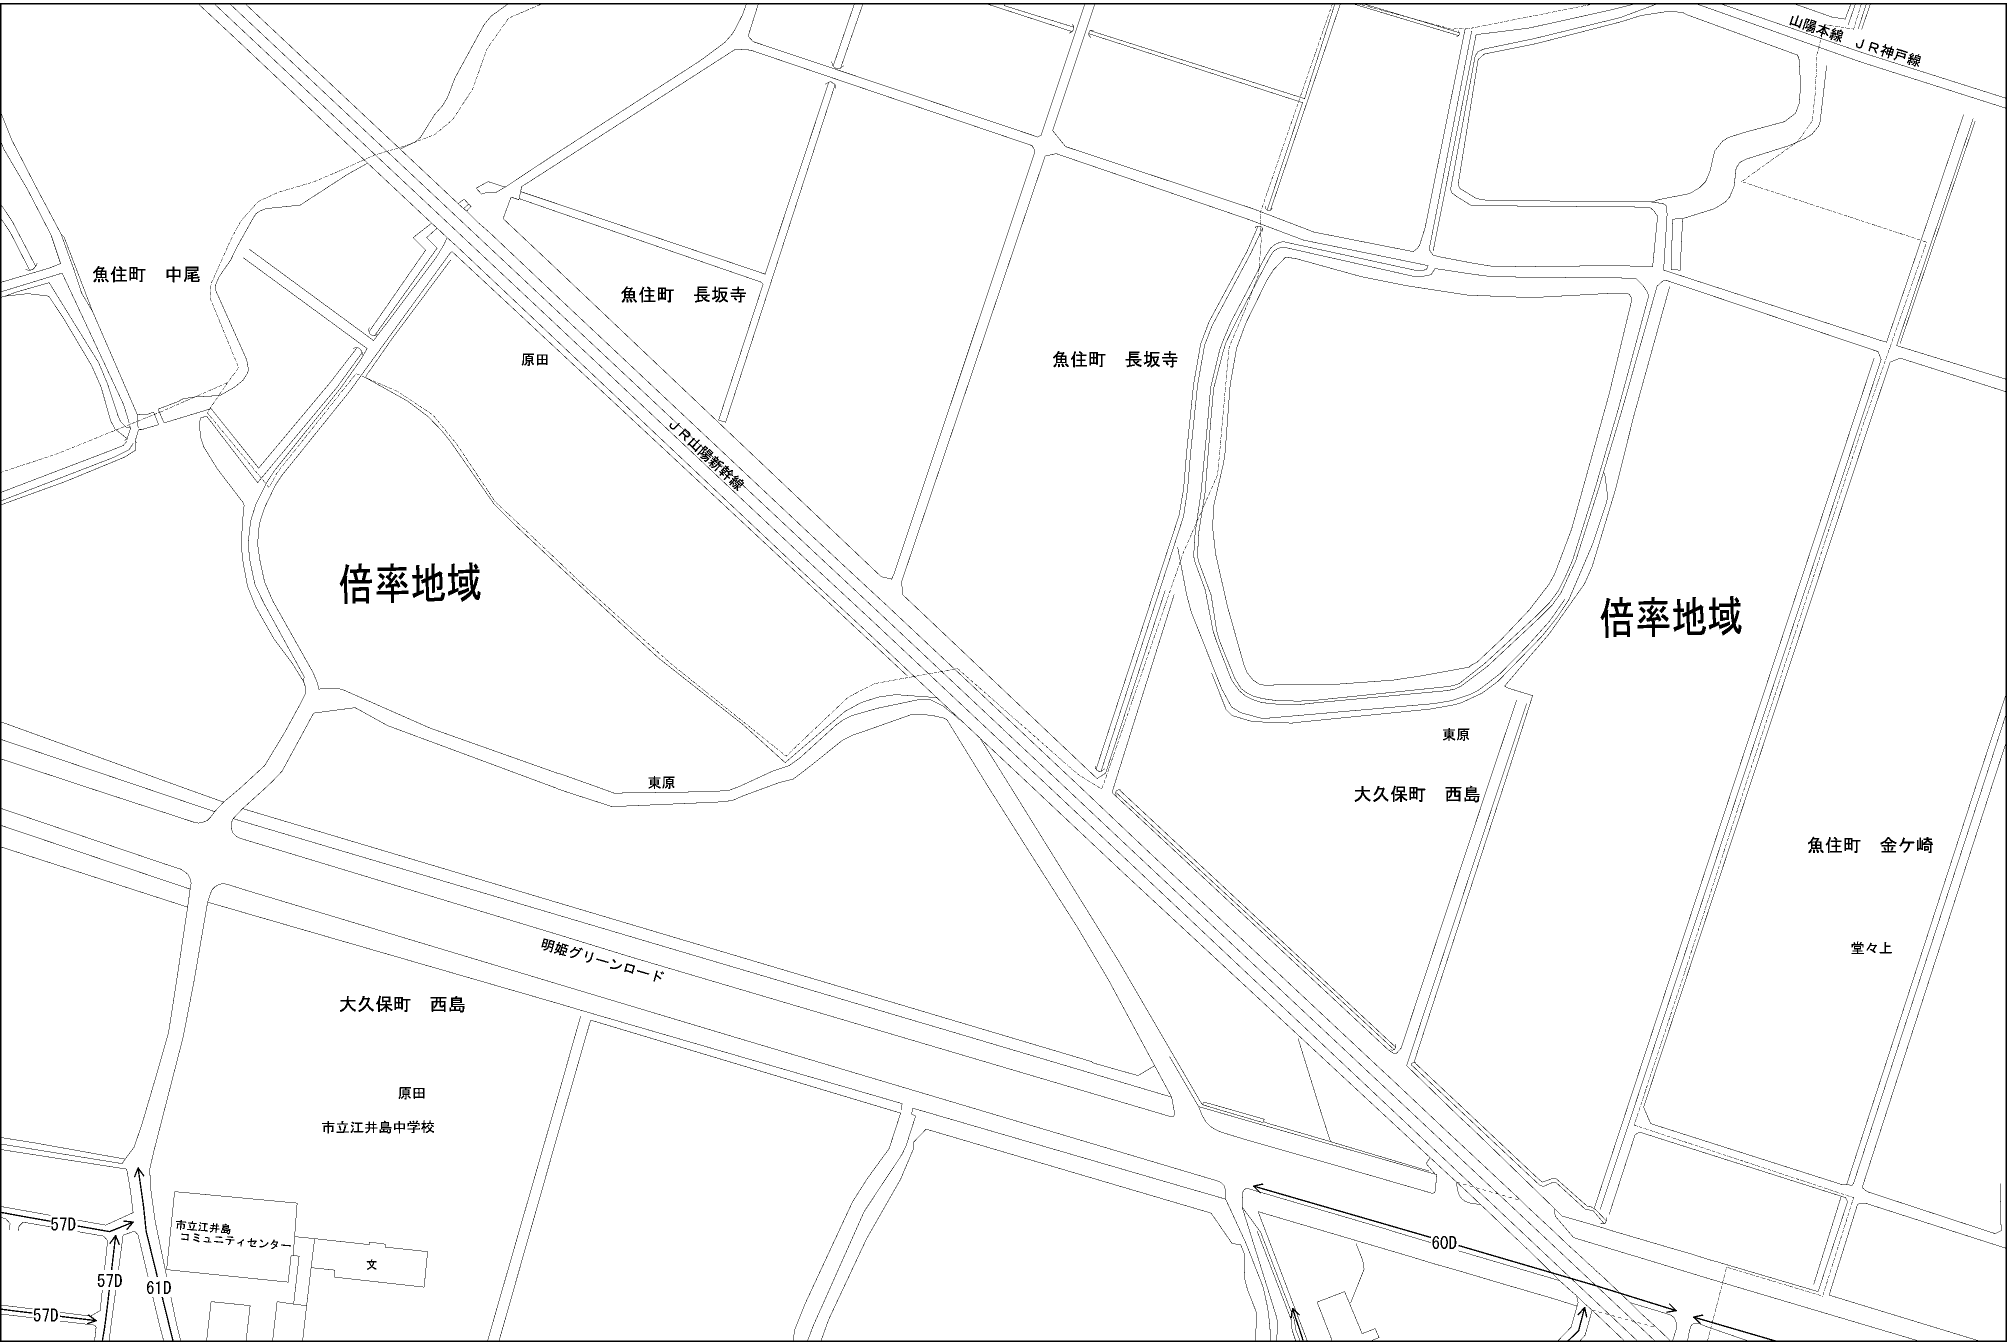 山陽本線　ＪＲ神戸線
魚住町　中尾
魚住町　長坂寺
原田
魚住町　長坂寺
ＪＲ山陽新幹線
倍率地域
倍率地域
東原
東原
大久保町　西島
魚住町　金ケ崎
堂々上
明姫グリーンロード
大久保町　西島
原田
市立江井島中学校
57D
市立江井島
コミュニティセンター
文
60D
57D
61D
57D